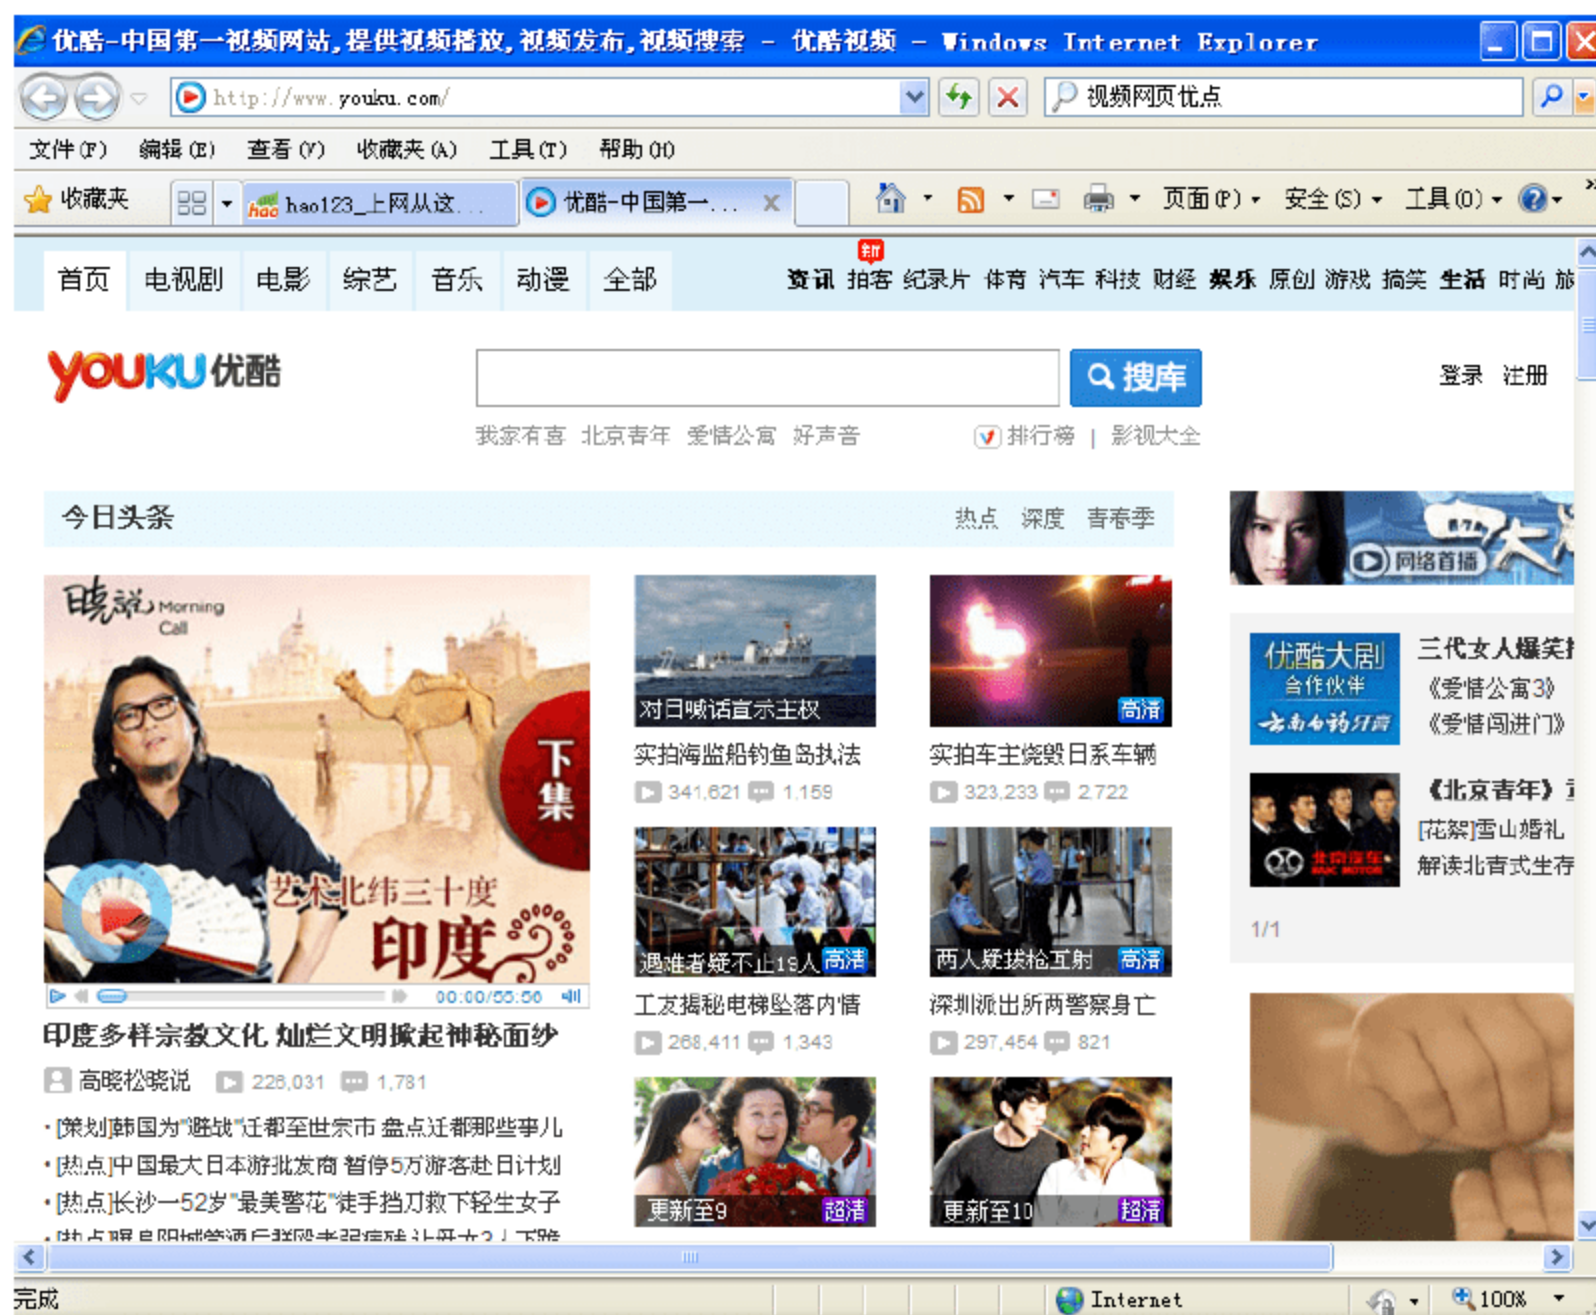 优酷-中国第一视频网站,提供视频播放,视频发布,视频搜索 - 优酷视频 - Windows Internet Explorer
http://www.youku.com/ 视频网页优点
文件(F) 编辑(E) 查看(V) 收藏夹(A) 工具(T) 帮助(H)
收藏夹 hao123_上网从这... 优酷-中国第一... 页面(P) 安全(S) 工具(O)
新
首页 电视剧 电影 综艺 音乐 动漫 全部 资讯 拍客 纪录片 体育 汽车 科技 财经 娱乐 原创 游戏 搞笑 生活 时尚 旅
YOUKU优酷 搜库 登录 注册
我家有喜 北京青年 爱情公寓 好声音 排行榜 | 影视大全
今日头条 热点 深度 青春季
晓说 Morning Call
下集
艺术北纬三十度
印度
00:00/55:56
印度多样宗教文化 灿烂文明掀起神秘面纱
高晓松晓说 226,031 1,781
·[策划]韩国为"避战"迁都至世宗市 盘点迁都那些事儿
·[热点]中国最大日本游批发商 暂停5万游客赴日计划
·[热点]长沙一52岁"最美警花"徒手挡刀救下轻生女子
对日喊话宣示主权
实拍海监船钓鱼岛执法
341,621 1,159
高清
实拍车主烧毁日系车辆
323,233 2,722
遇难者疑不止19人 高清
工友揭秘电梯坠落内情
268,411 1,343
两人疑拔枪互射 高清
深圳派出所两警察身亡
297,454 821
更新至9 超清
更新至10 超清
网络首播
优酷大剧
合作伙伴
云南白药牙膏
三代女人爆笑
《爱情公寓3》
《爱情闯进门》
北京汽车
BAIC MOTOR
《北京青年》
[花絮]雪山婚礼
解读北青式生存
1/1
完成 Internet 100%